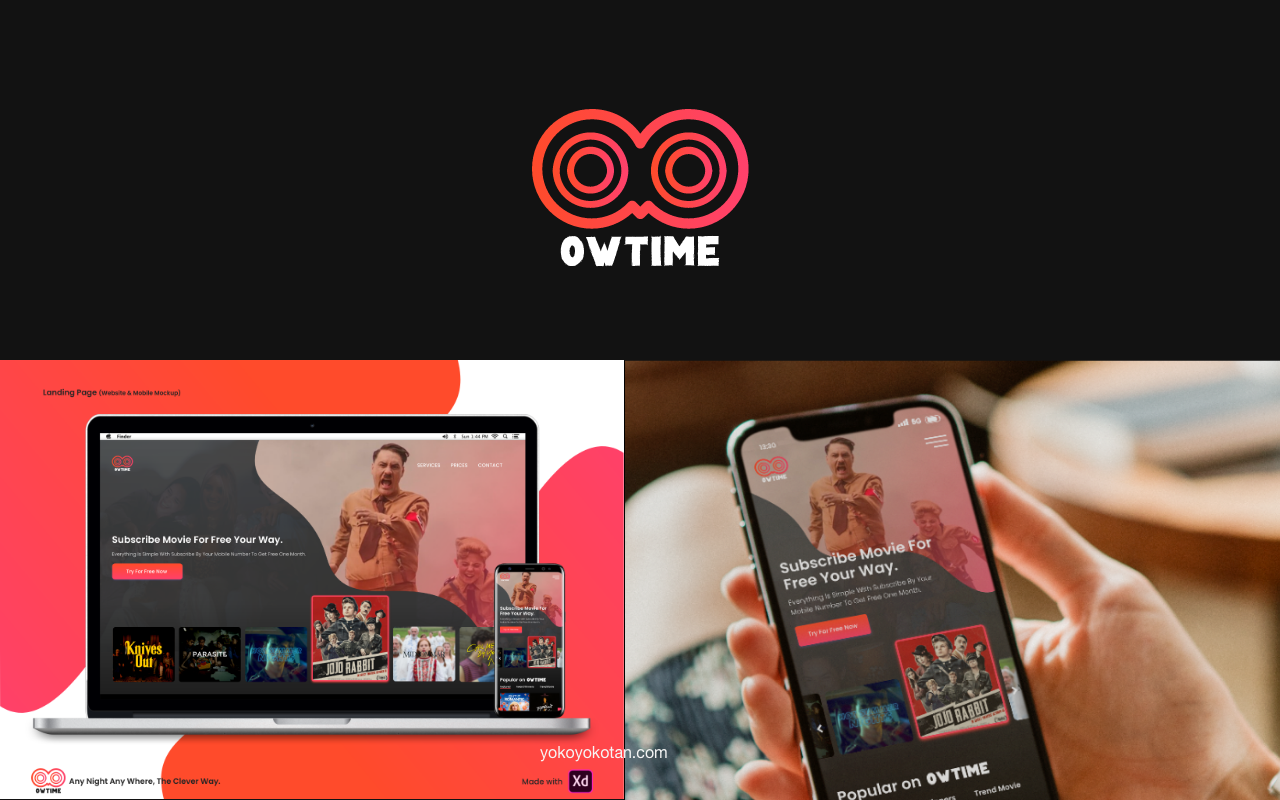 OWTIME
Landing Page (Website & Mobile Mockup)
Finder
Sun 2:44 PM
OWTIME
SERVICES PRICES CONTACT
Subscribe Movie For Free Your Way.
Everything Is Simple With Subscribe By Your Mobile Number To Get Free One Month
Try For Free Now
Knives
Out
PARASITE
JOJO RABBIT
Subscribe Movie For
Free Your Way.
Popular on OWTIME
OWTIME
Any Night Any Where, The Clever Way.
Made with Xd
12:30
5G
OWTIME
Subscribe Movie For
Free Your Way.
Everything Is Simple With Subscribe By Your
Mobile Number To Get Free One Month.
Try For Free Now
JOJO RABBIT
Popular on OWTIME
Trend Movie
yokoyokotan.com